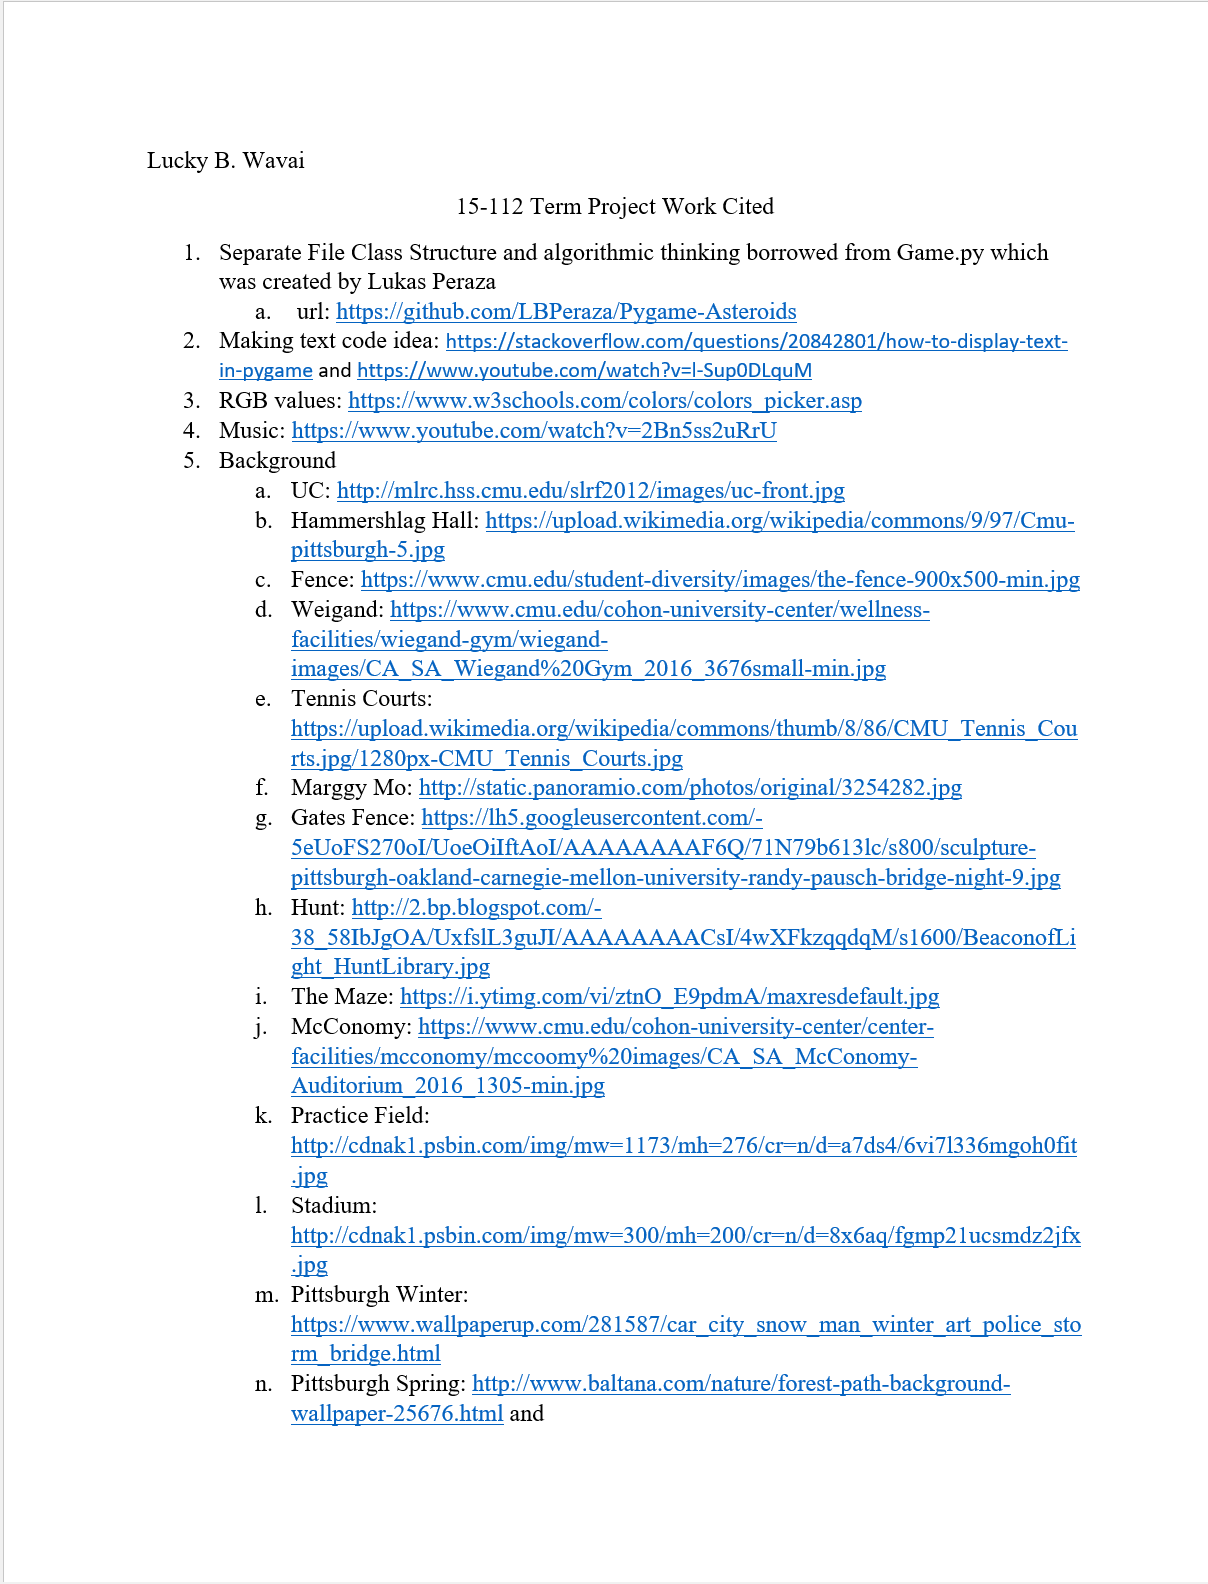 Lucky B. Wavai
15-112 Term Project Work Cited
1. Separate File Class Structure and algorithmic thinking borrowed from Game.py which
was created by Lukas Peraza
a. url: https://github.com/LBPeraza/Pygame-Asteroids
2. Making text code idea: https://stackoverflow.com/questions/20842801/how-to-display-text-
in-pygame and https://www.youtube.com/watch?v=l-Sup0DLquM
3. RGB values: https://www.w3schools.com/colors/colors_picker.asp
4. Music: https://www.youtube.com/watch?v=2Bn5ss2uRrU
5. Background
a. UC: http://mlrc.hss.cmu.edu/slrf2012/images/uc-front.jpg
b. Hammershlag Hall: https://upload.wikimedia.org/wikipedia/commons/9/97/Cmu-
pittsburgh-5.jpg
c. Fence: https://www.cmu.edu/student-diversity/images/the-fence-900x500-min.jpg
d. Weigand: https://www.cmu.edu/cohon-university-center/wellness-
facilities/wiegand-gym/wiegand-
images/CA_SA_Wiegand%20Gym_2016_3676small-min.jpg
e. Tennis Courts:
https://upload.wikimedia.org/wikipedia/commons/thumb/8/86/CMU_Tennis_Cou
rts.jpg/1280px-CMU_Tennis_Courts.jpg
f. Marggy Mo: http://static.panoramio.com/photos/original/3254282.jpg
g. Gates Fence: https://lh5.googleusercontent.com/-
5eUoFS270oI/UoeOiIftAoI/AAAAAAAAF6Q/71N79b613lc/s800/sculpture-
pittsburgh-oakland-carnegie-mellon-university-randy-pausch-bridge-night-9.jpg
h. Hunt: http://2.bp.blogspot.com/-
38_58IbJgOA/UxfslL3guJI/AAAAAAAACsI/4wXFkzqqdqM/s1600/BeaconofLi
ght_HuntLibrary.jpg
i. The Maze: https://i.ytimg.com/vi/ztnO_E9pdmA/maxresdefault.jpg
j. McConomy: https://www.cmu.edu/cohon-university-center/center-
facilities/mcconomy/mccoomy%20images/CA_SA_McConomy-
Auditorium_2016_1305-min.jpg
k. Practice Field:
http://cdnak1.psbin.com/img/mw=1173/mh=276/cr=n/d=a7ds4/6vi7l336mgoh0fit
.jpg
l. Stadium:
http://cdnak1.psbin.com/img/mw=300/mh=200/cr=n/d=8x6aq/fgmp21ucsmdz2jfx
.jpg
m. Pittsburgh Winter:
https://www.wallpaperup.com/281587/car_city_snow_man_winter_art_police_sto
rm_bridge.html
n. Pittsburgh Spring: http://www.baltana.com/nature/forest-path-background-
wallpaper-25676.html and